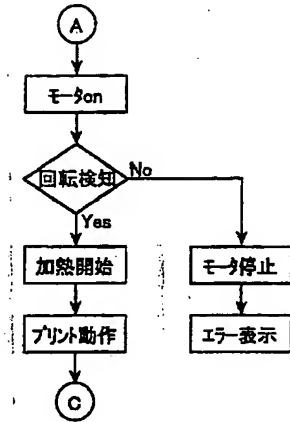 A
モータon
回転検知
No
Yes
加熱開始
モータ停止
プリント動作
エラー表示
C